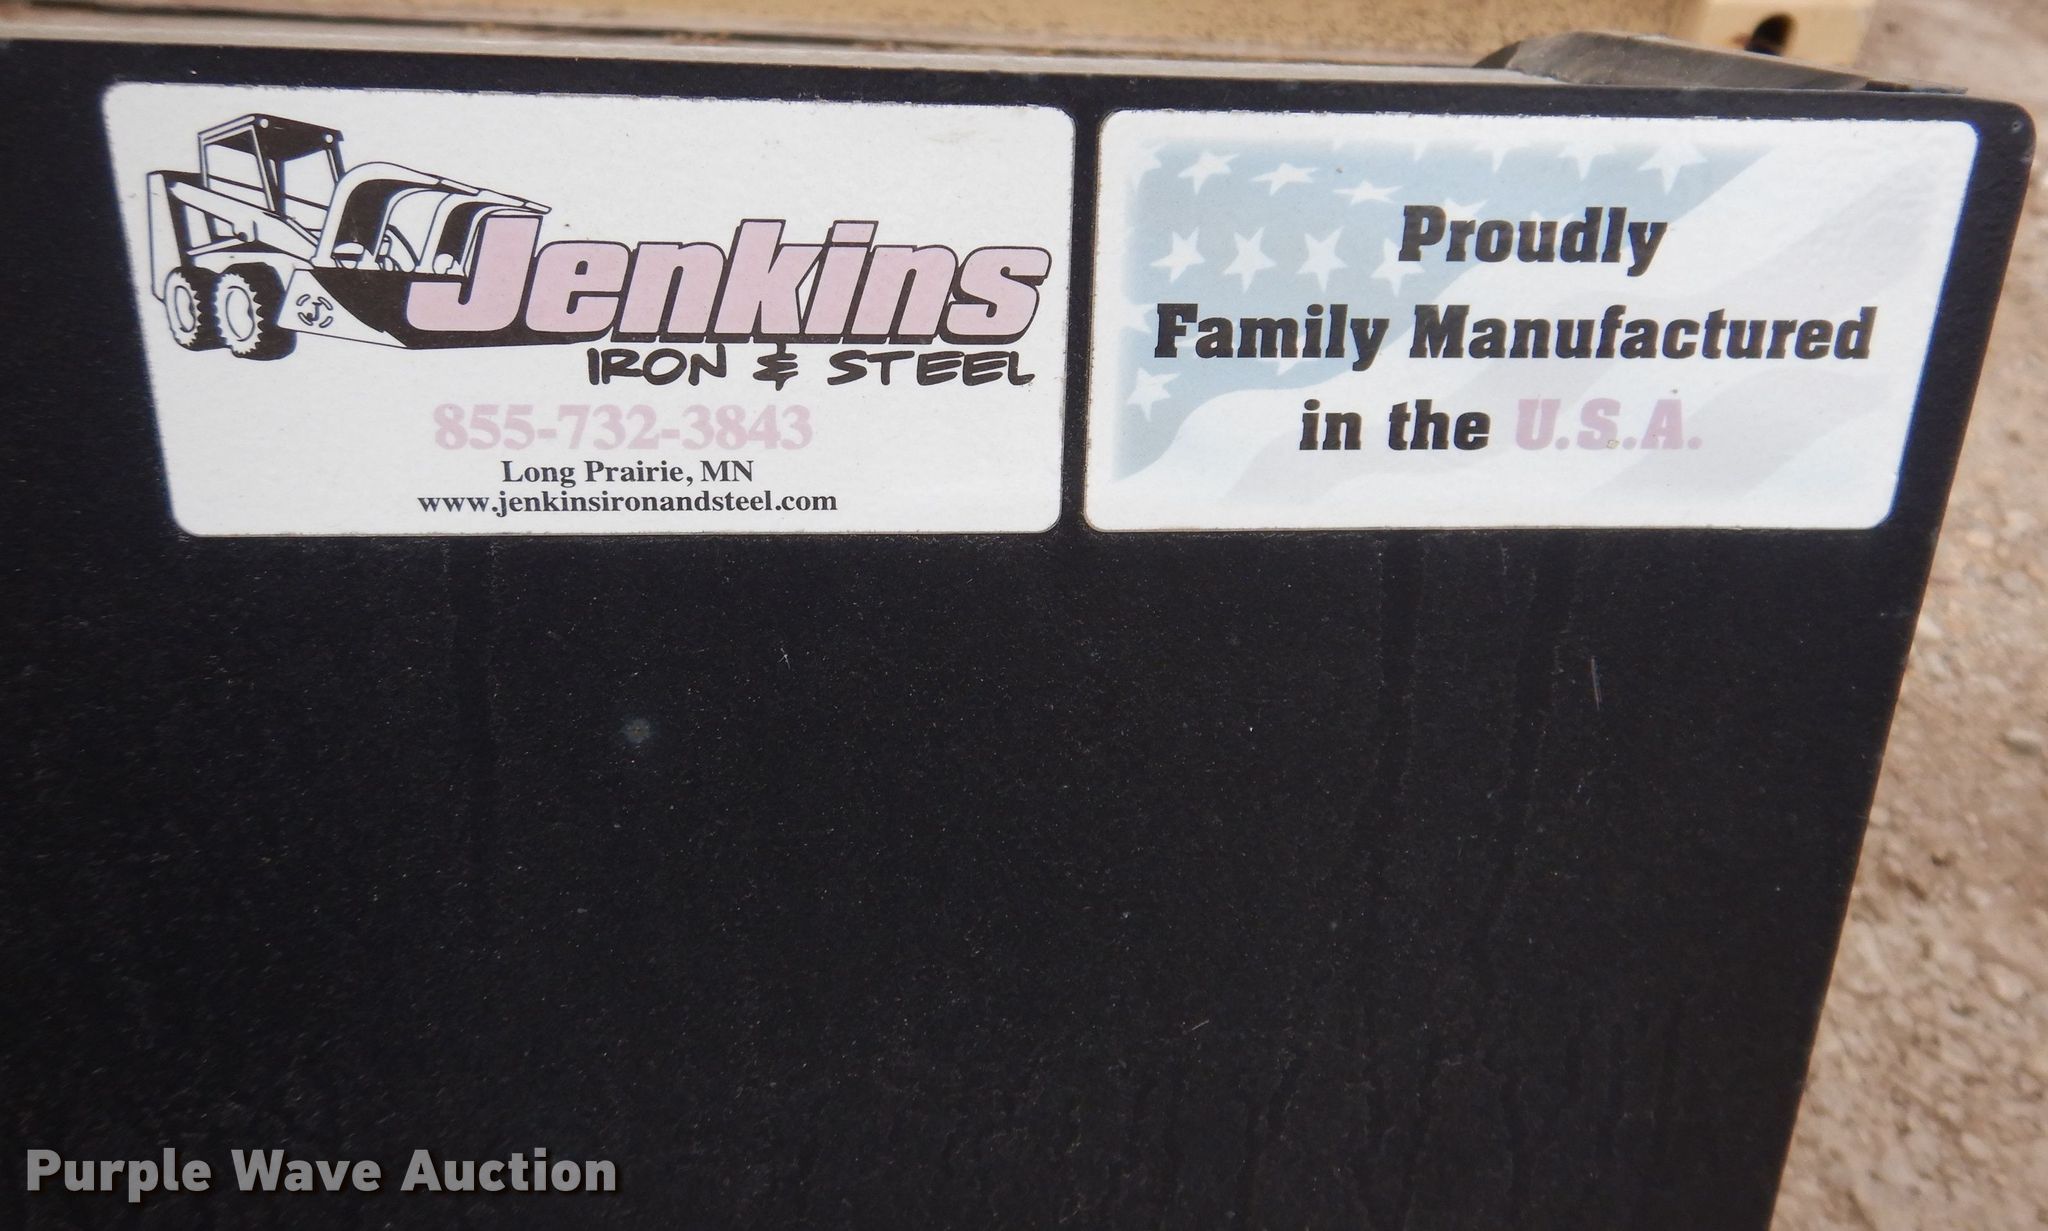 Jenkins
IRON & STEEL
855-732-3843
Long Prairie, MN
www.jenkinsironandsteel.com
Proudly
Family Manufactured
in the U.S.A.
Purple Wave Auction